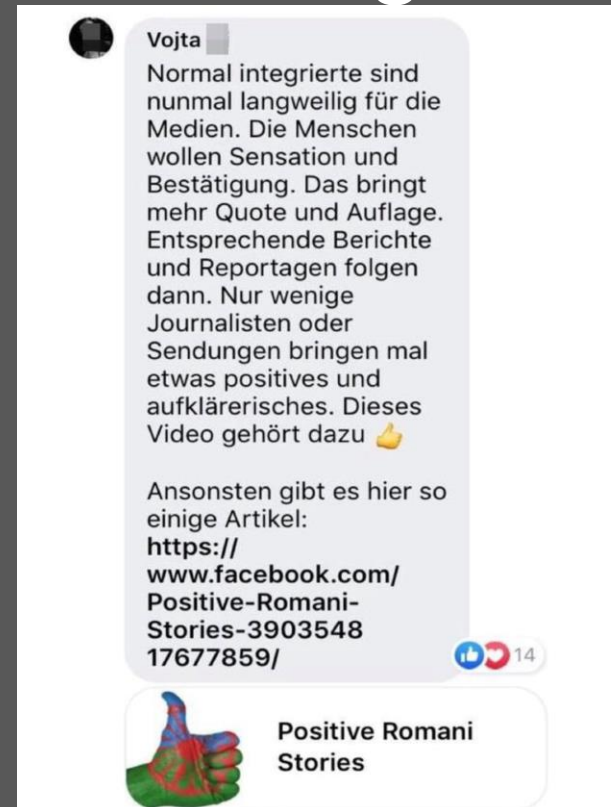 Vojta
Normal integrierte sind
nunmal langweilig für die
Medien. Die Menschen
wollen Sensation und
Bestätigung. Das bringt
mehr Quote und Auflage.
Entsprechende Berichte
und Reportagen folgen
dann. Nur wenige
Journalisten oder
Sendungen bringen mal
etwas positives und
aufklärerisches. Dieses
Video gehört dazu 👍
Ansonsten gibt es hier so
einige Artikel:
https://
www.facebook.com/
Positive-Romani-
Stories-3903548
17677859/
14
Positive Romani
Stories